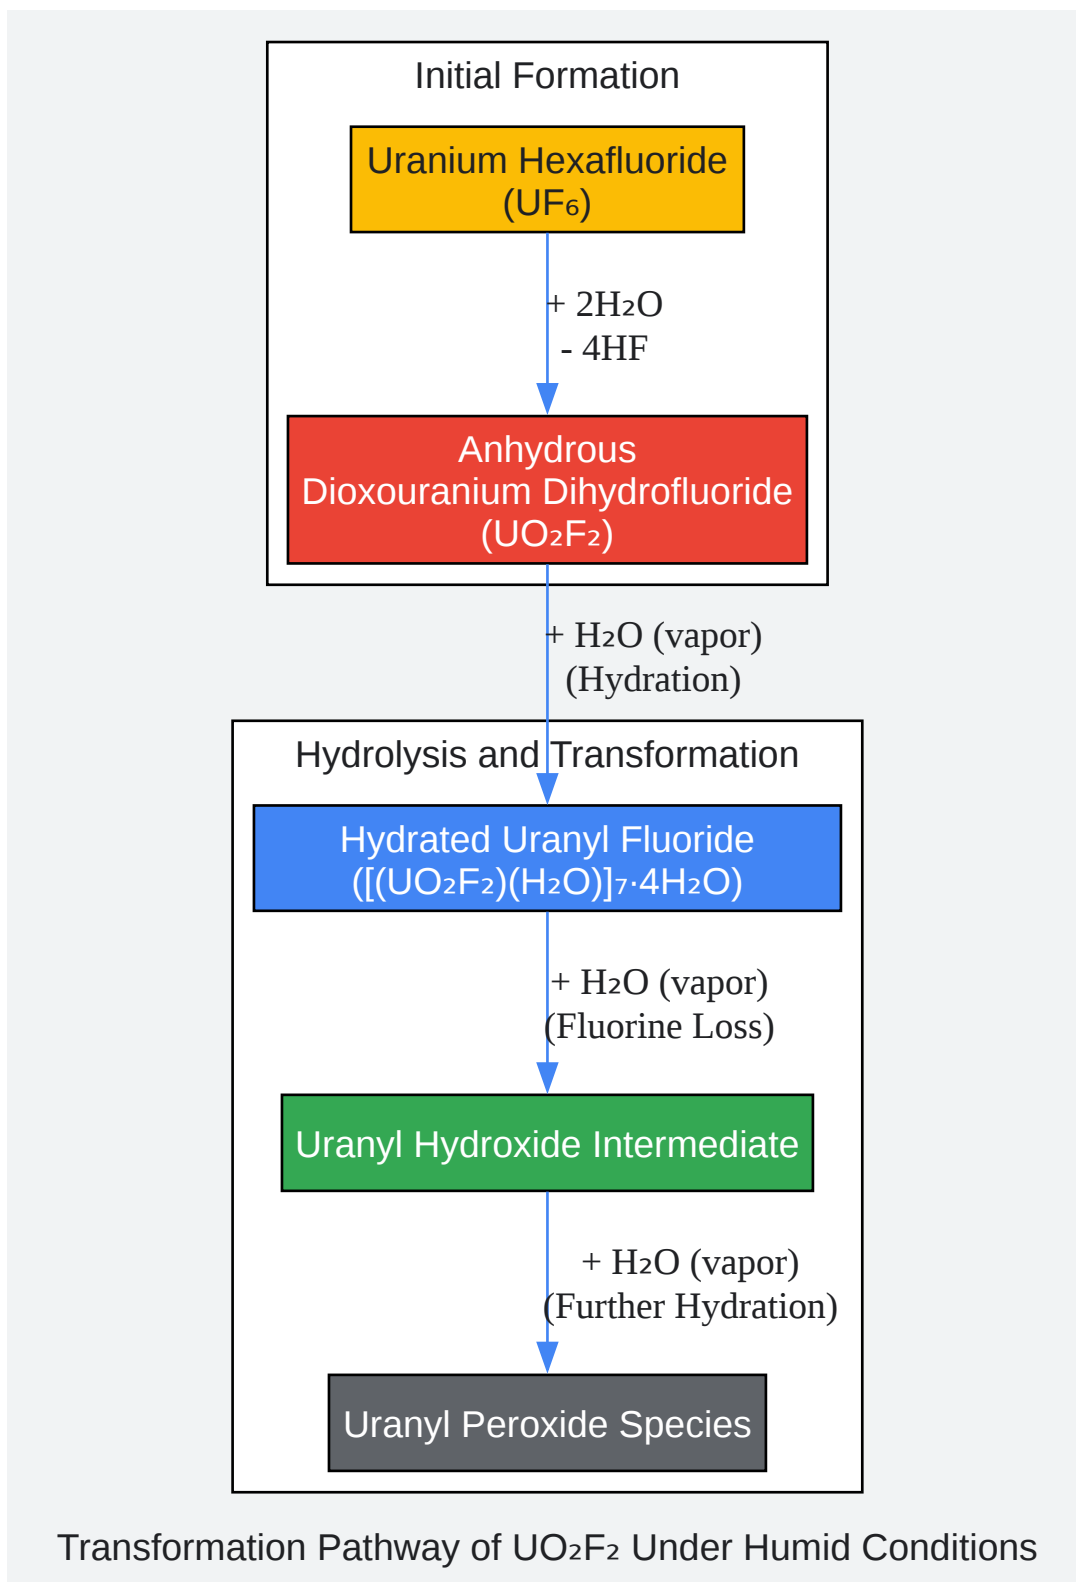 Initial Formation
Uranium Hexafluoride
(UF₆)
+ 2H₂O
- 4HF
Anhydrous
Dioxouranium Dihydrofluoride
(UO₂F₂)
+ H₂O (vapor)
(Hydration)
Hydrolysis and Transformation
Hydrated Uranyl Fluoride
([(UO₂F₂)(H₂O)]₇·4H₂O)
+ H₂O (vapor)
(Fluorine Loss)
Uranyl Hydroxide Intermediate
+ H₂O (vapor)
(Further Hydration)
Uranyl Peroxide Species
Transformation Pathway of UO₂F₂ Under Humid Conditions